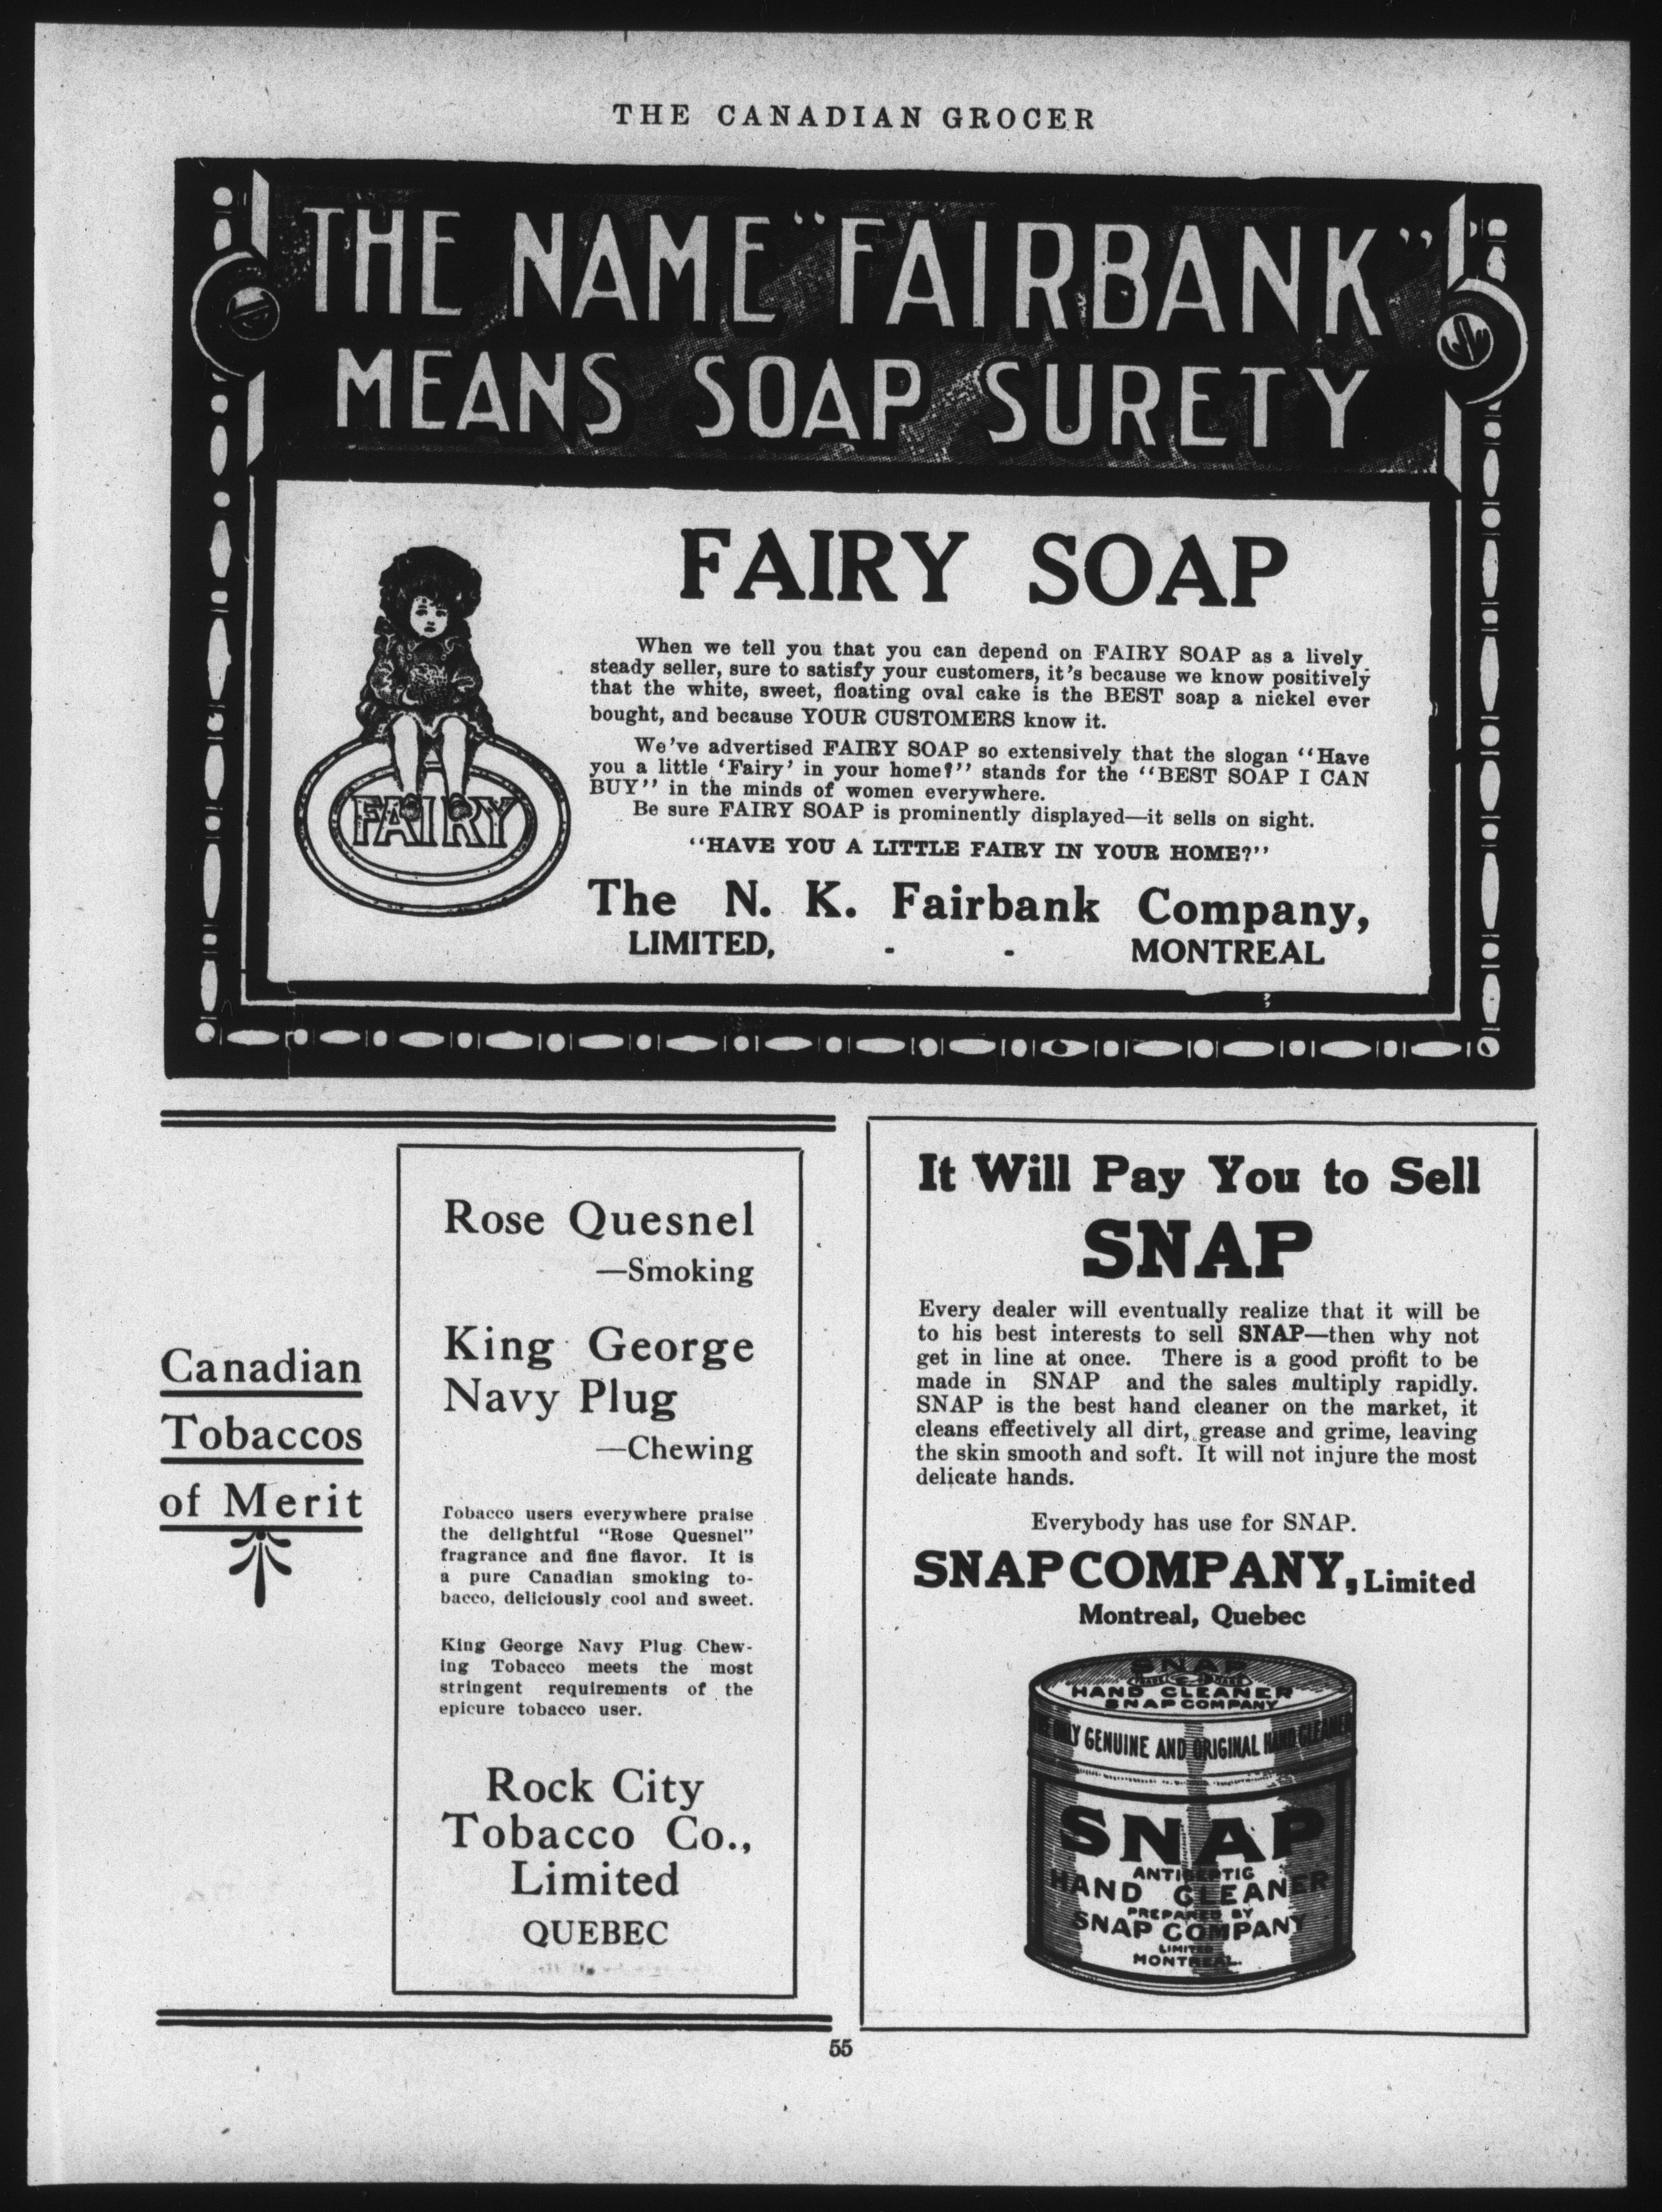 THE CANADIAN GROCER
THE NAME "FAIRBANK"
MEANS SOAP SURETY
FAIRY
FAIRY SOAP
When we tell you that you can depend on FAIRY SOAP as a lively
steady seller, sure to satisfy your customers, it's because we know positively
that the white, sweet, floating oval cake is the BEST soap a nickel ever
bought, and because YOUR CUSTOMERS know it.
We've advertised FAIRY SOAP so extensively that the slogan "Have
you a little 'Fairy' in your home?" stands for the "BEST SOAP I CAN
BUY" in the minds of women everywhere.
Be sure FAIRY SOAP is prominently displayed—it sells on sight.
"HAVE YOU A LITTLE FAIRY IN YOUR HOME?"
The N. K. Fairbank Company,
LIMITED, - - MONTREAL
Canadian
Tobaccos
of Merit
Rose Quesnel
—Smoking
King George
Navy Plug
—Chewing
Tobacco users everywhere praise
the delightful "Rose Quesnel"
fragrance and fine flavor. It is
a pure Canadian smoking to-
bacco, deliciously cool and sweet.
King George Navy Plug Chew-
ing Tobacco meets the most
stringent requirements of the
epicure tobacco user.
Rock City
Tobacco Co.,
Limited
QUEBEC
It Will Pay You to Sell
SNAP
Every dealer will eventually realize that it will be
to his best interests to sell SNAP—then why not
get in line at once. There is a good profit to be
made in SNAP and the sales multiply rapidly.
SNAP is the best hand cleaner on the market, it
cleans effectively all dirt, grease and grime, leaving
the skin smooth and soft. It will not injure the most
delicate hands.
Everybody has use for SNAP.
SNAP COMPANY, Limited
Montreal, Quebec
SNAP
HAND CLEANER
SNAP COMPANY
ONLY GENUINE AND ORIGINAL HAND CLEANER
SNAP
ANTISEPTIC
HAND CLEANER
PREPARED BY
SNAP COMPANY
LIMITED
MONTREAL.
55